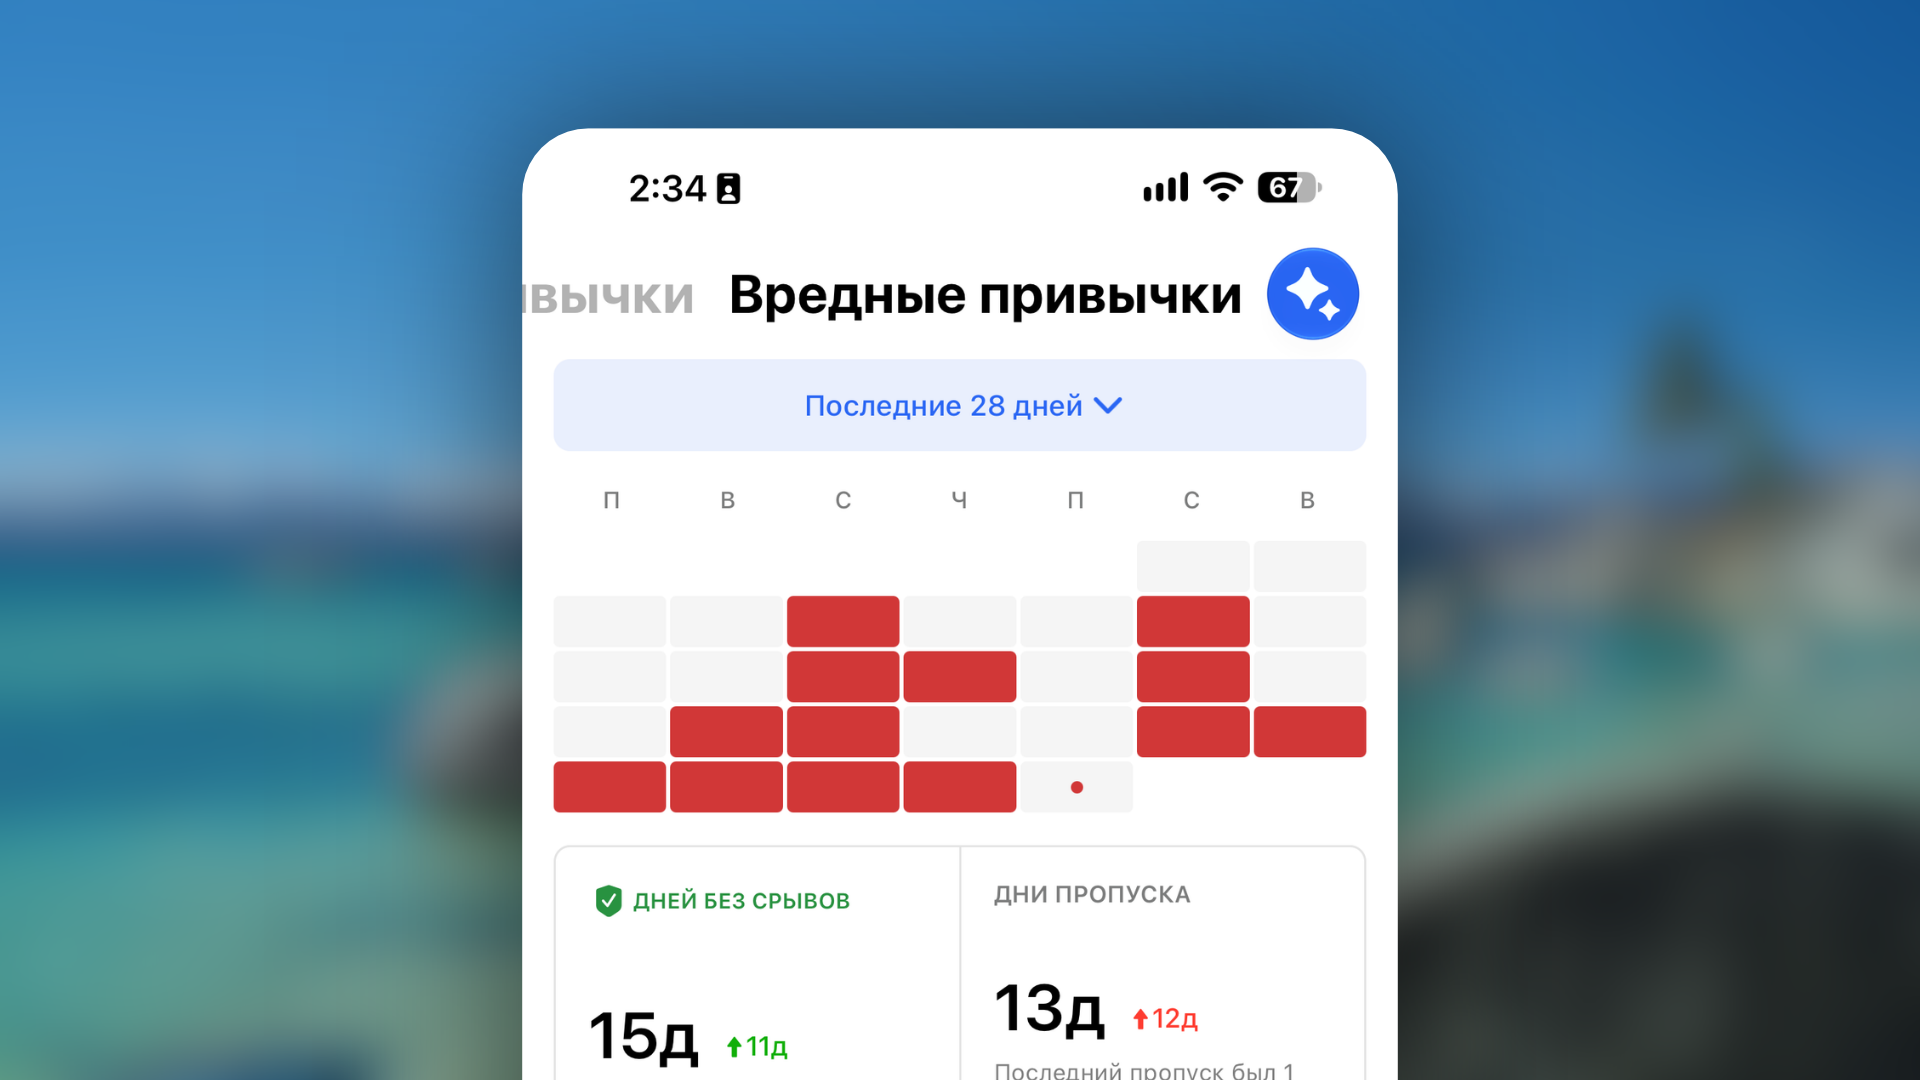 2:34
67
ивычки Вредные привычки
Последние 28 дней
П В С Ч П С В
ДНЕЙ БЕЗ СРЫВОВ
15д 11д
ДНИ ПРОПУСКА
13д 12д
Последний пропуск был 1